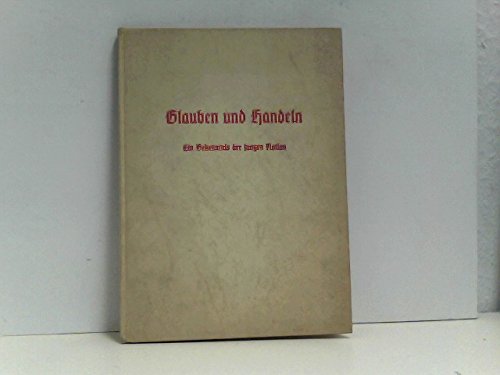 Glauben und Handeln
Ein Bekenntnis der jungen Nation